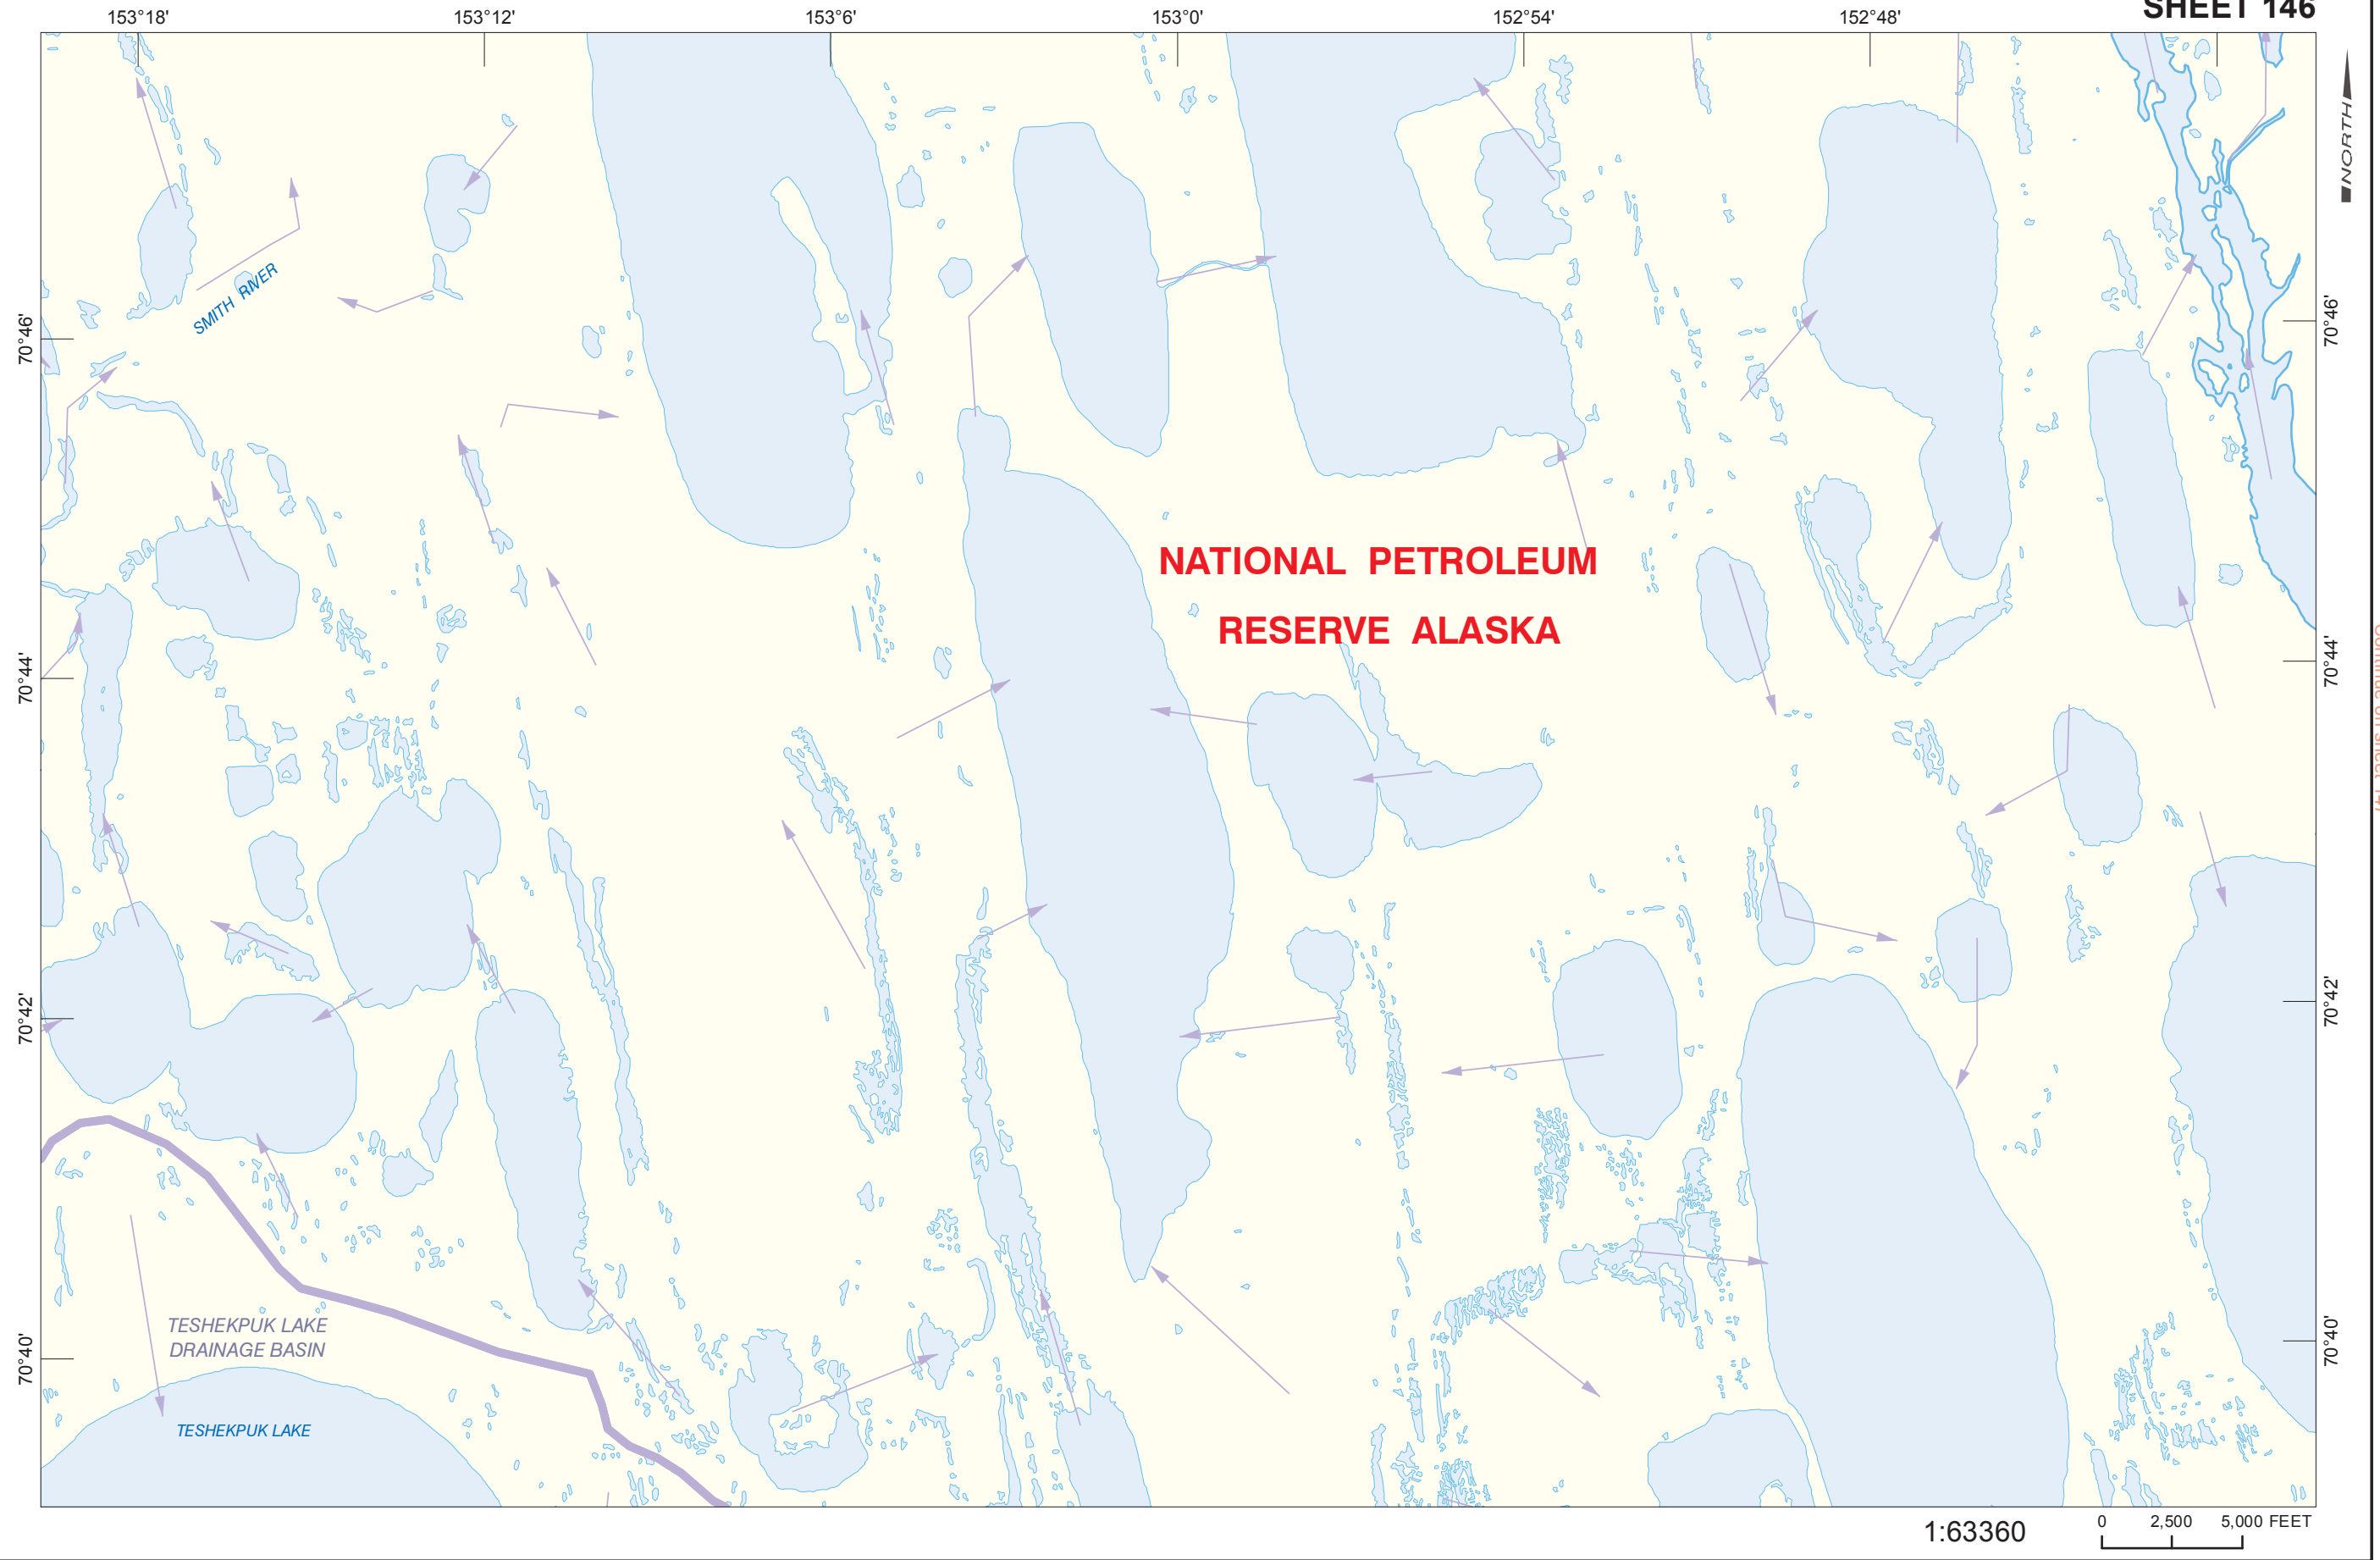 SHEET 146
153°18' 153°12' 153°6' 153°0' 152°54' 152°48'
NORTH
SMITH RIVER
70°46' 70°46'
NATIONAL PETROLEUM
RESERVE ALASKA
70°44' 70°44'
70°42' 70°42'
TESHEKPUK LAKE
DRAINAGE BASIN
70°40' 70°40'
TESHEKPUK LAKE
1:63360
0 2,500 5,000 FEET